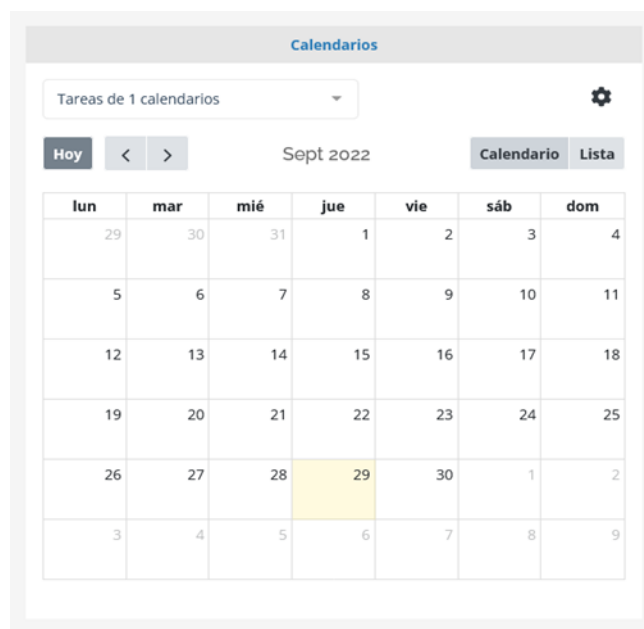 Calendarios
Tareas de 1 calendarios
Hoy < > Sept 2022 Calendario Lista
lun mar mié jue vie sáb dom
29 30 31 1 2 3 4
5 6 7 8 9 10 11
12 13 14 15 16 17 18
19 20 21 22 23 24 25
26 27 28 29 30 1 2
3 4 5 6 7 8 9